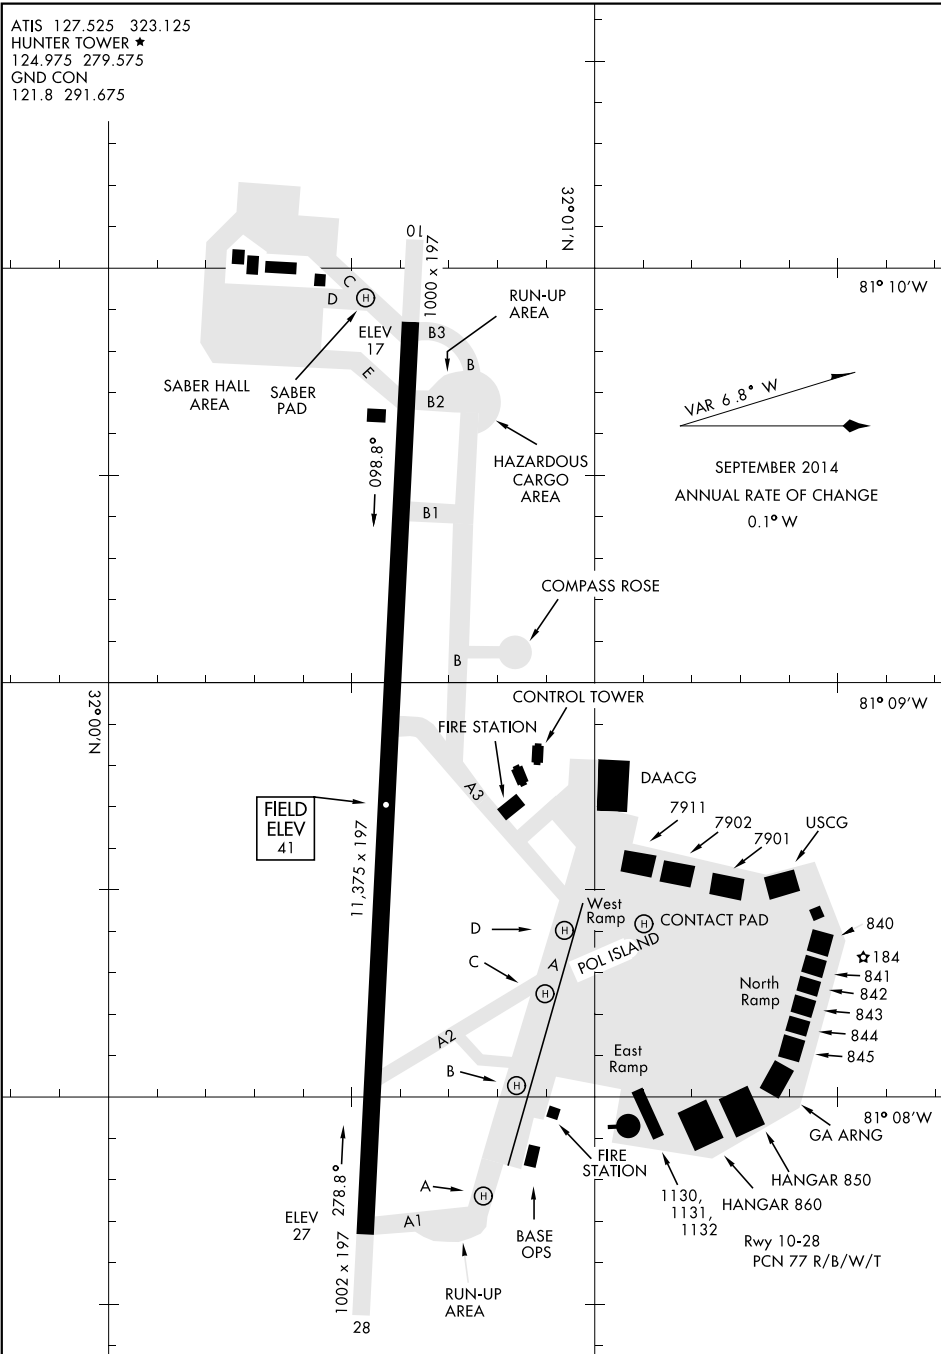 ATIS 127.525 323.125
HUNTER TOWER ★
124.975 279.575
GND CON
121.8 291.675
32°01'N
10
1000 x 197
81° 10'W
C
D
H
RUN-UP
AREA
ELEV
17
B3
B
E
SABER HALL
AREA
SABER
PAD
B2
VAR 6.8° W
098.8°
HAZARDOUS
CARGO
AREA
SEPTEMBER 2014
ANNUAL RATE OF CHANGE
0.1° W
B1
COMPASS ROSE
B
32°00'N
CONTROL TOWER
81° 09'W
FIRE STATION
DAACG
A3
7911
7902
USCG
7901
FIELD
ELEV
41
11,375 x 197
West
Ramp
D
H
H
CONTACT PAD
840
POL ISLAND
184
C
A
841
H
North
Ramp
842
843
A2
844
East
Ramp
845
B
H
81° 08'W
GA ARNG
FIRE
STATION
278.8°
HANGAR 850
A
H
1130,
1131,
1132
HANGAR 860
ELEV
27
A1
BASE
OPS
Rwy 10-28
PCN 77 R/B/W/T
1002 x 197
RUN-UP
AREA
28